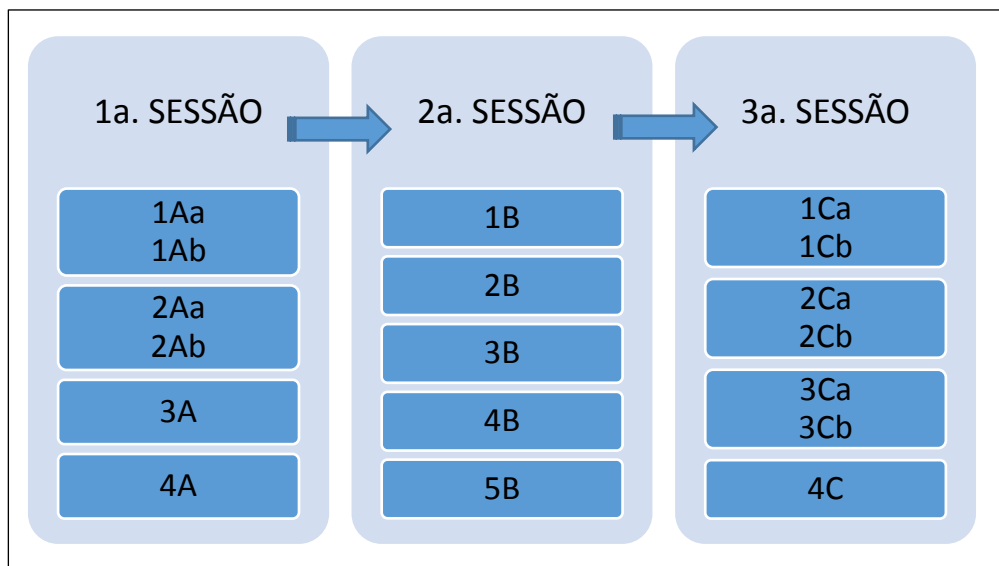 1a. SESSÃO
1Aa
1Ab
2Aa
2Ab
3A
4A
2a. SESSÃO
1B
2B
3B
4B
5B
3a. SESSÃO
1Ca
1Cb
2Ca
2Cb
3Ca
3Cb
4C